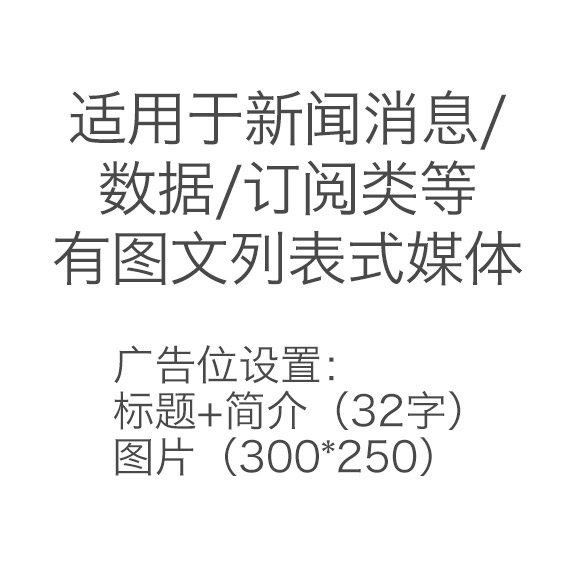 适用于新闻消息/
数据/订阅类等
有图文列表式媒体
广告位设置：
标题+简介（32字）
图片（300*250）